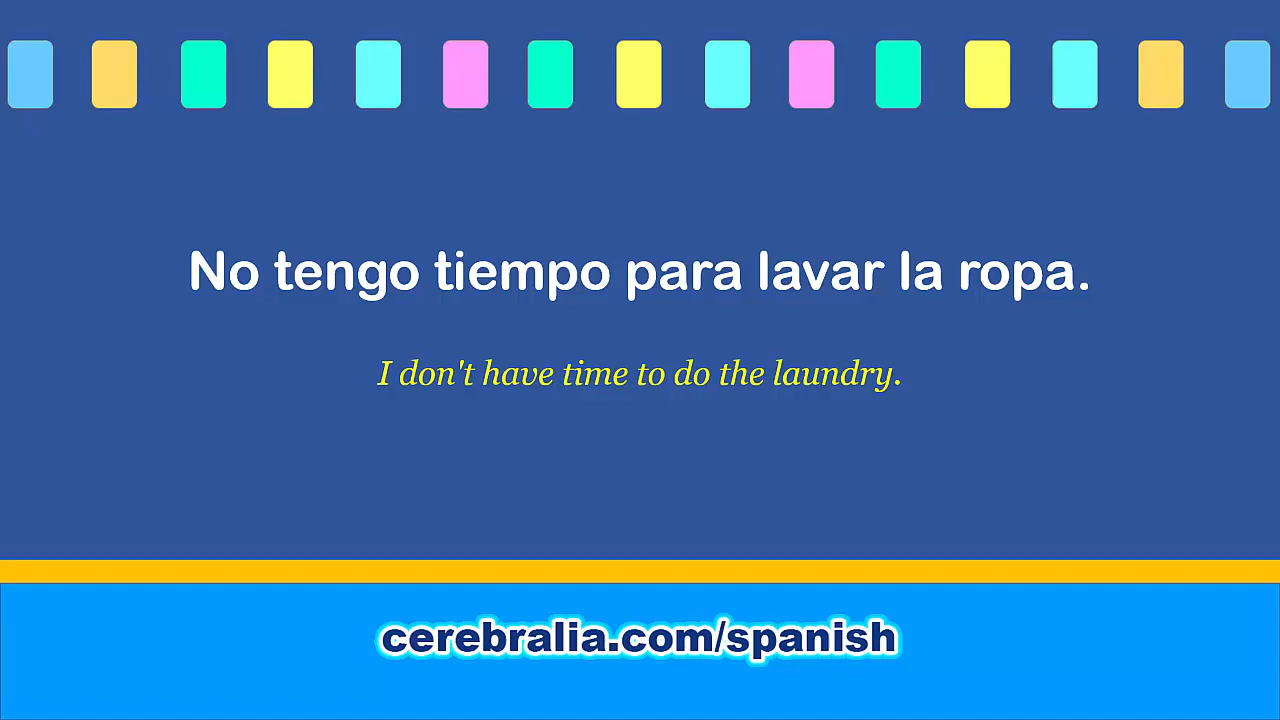 No tengo tiempo para lavar la ropa.
I don't have time to do the laundry.
cerebralia.com/spanish